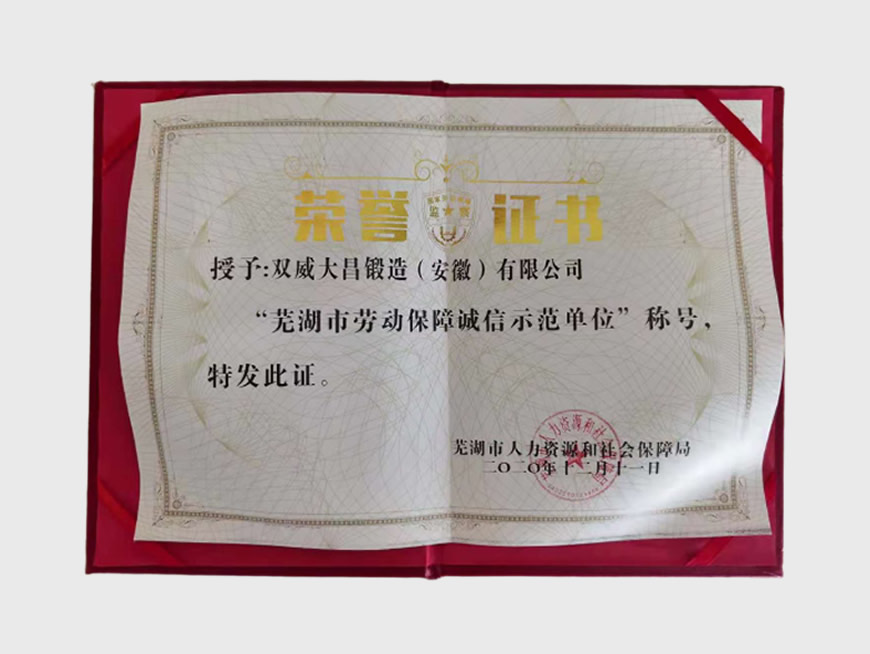 荣誉证书
授予：双威大昌锻造（安徽）有限公司
“芜湖市劳动保障诚信示范单位”称号，
特发此证。
芜湖市人力资源和社会保障局
二〇二〇年十二月十一日